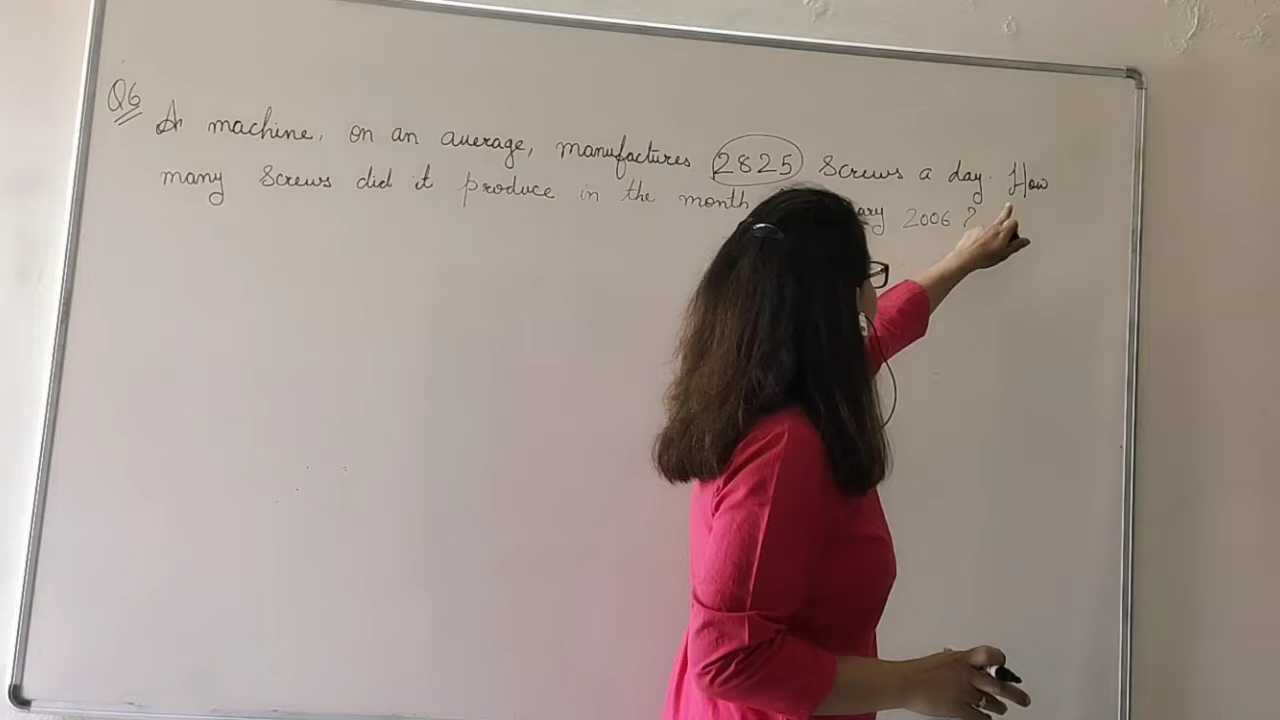 Q6
A machine, on an average, manufactures 2825 Screws a day. How
many Screws did it produce in the month ary 2006 ?